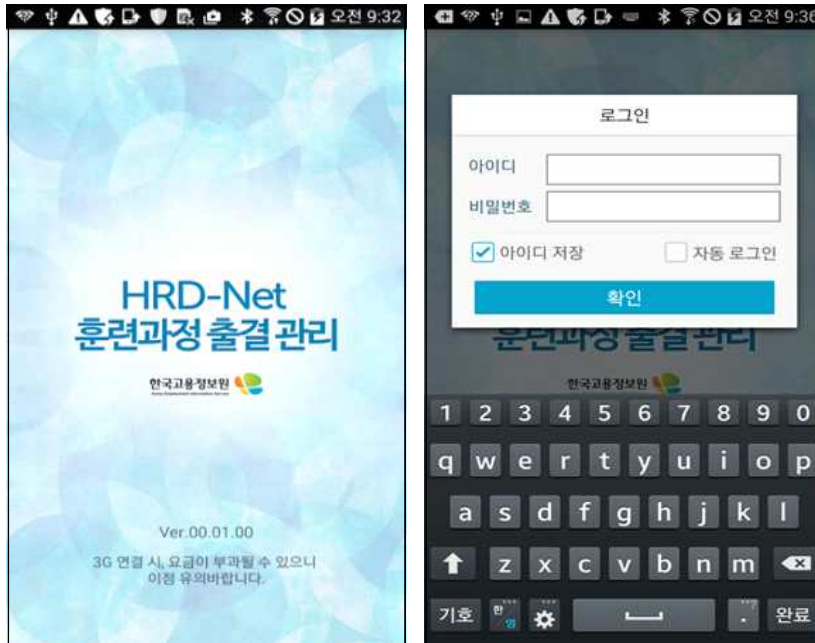 오전 9:32
HRD-Net
훈련과정 출결 관리
한국고용정보원
Korea Employment Information Service
Ver.00.01.00
3G 연결 시, 요금이 부과될 수 있으니
이점 유의바랍니다.
오전 9:36
로그인
아이디
비밀번호
아이디 저장
자동 로그인
확인
훈련과정 출결 관리
한국고용정보원
1 2 3 4 5 6 7 8 9 0
q w e r t y u i o p
a s d f g h j k l
z x c v b n m
기호 한 영 . 완료